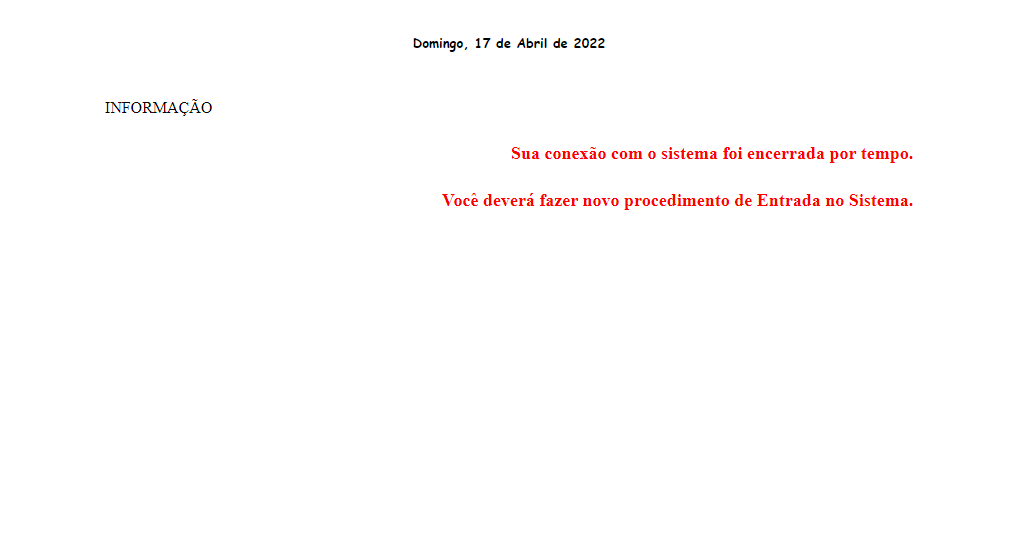 Domingo, 17 de Abril de 2022
INFORMAÇÃO
Sua conexão com o sistema foi encerrada por tempo.
Você deverá fazer novo procedimento de Entrada no Sistema.